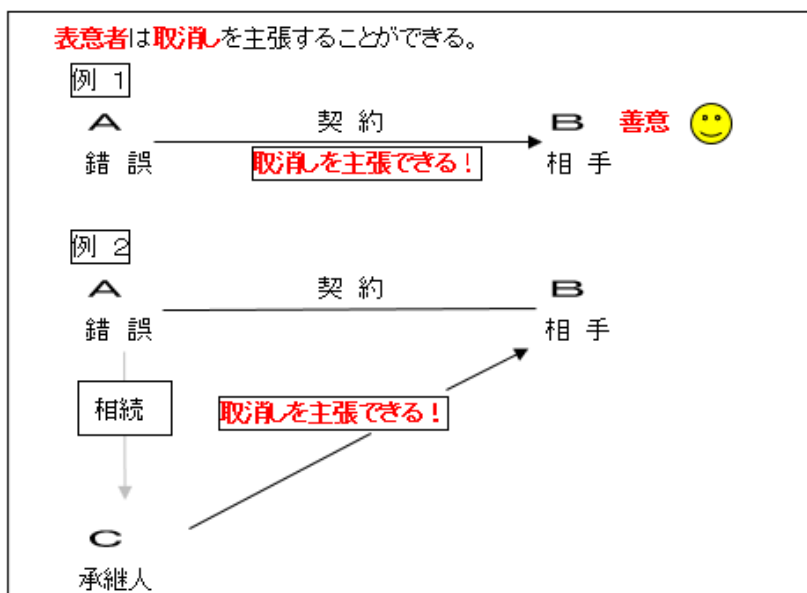 表意者は取消しを主張することができる。
例 1
A 契 約 B 善意
錯 誤 取消しを主張できる! 相 手
例 2
A 契 約 B
錯 誤 相 手
相続 取消しを主張できる!
C
承継人